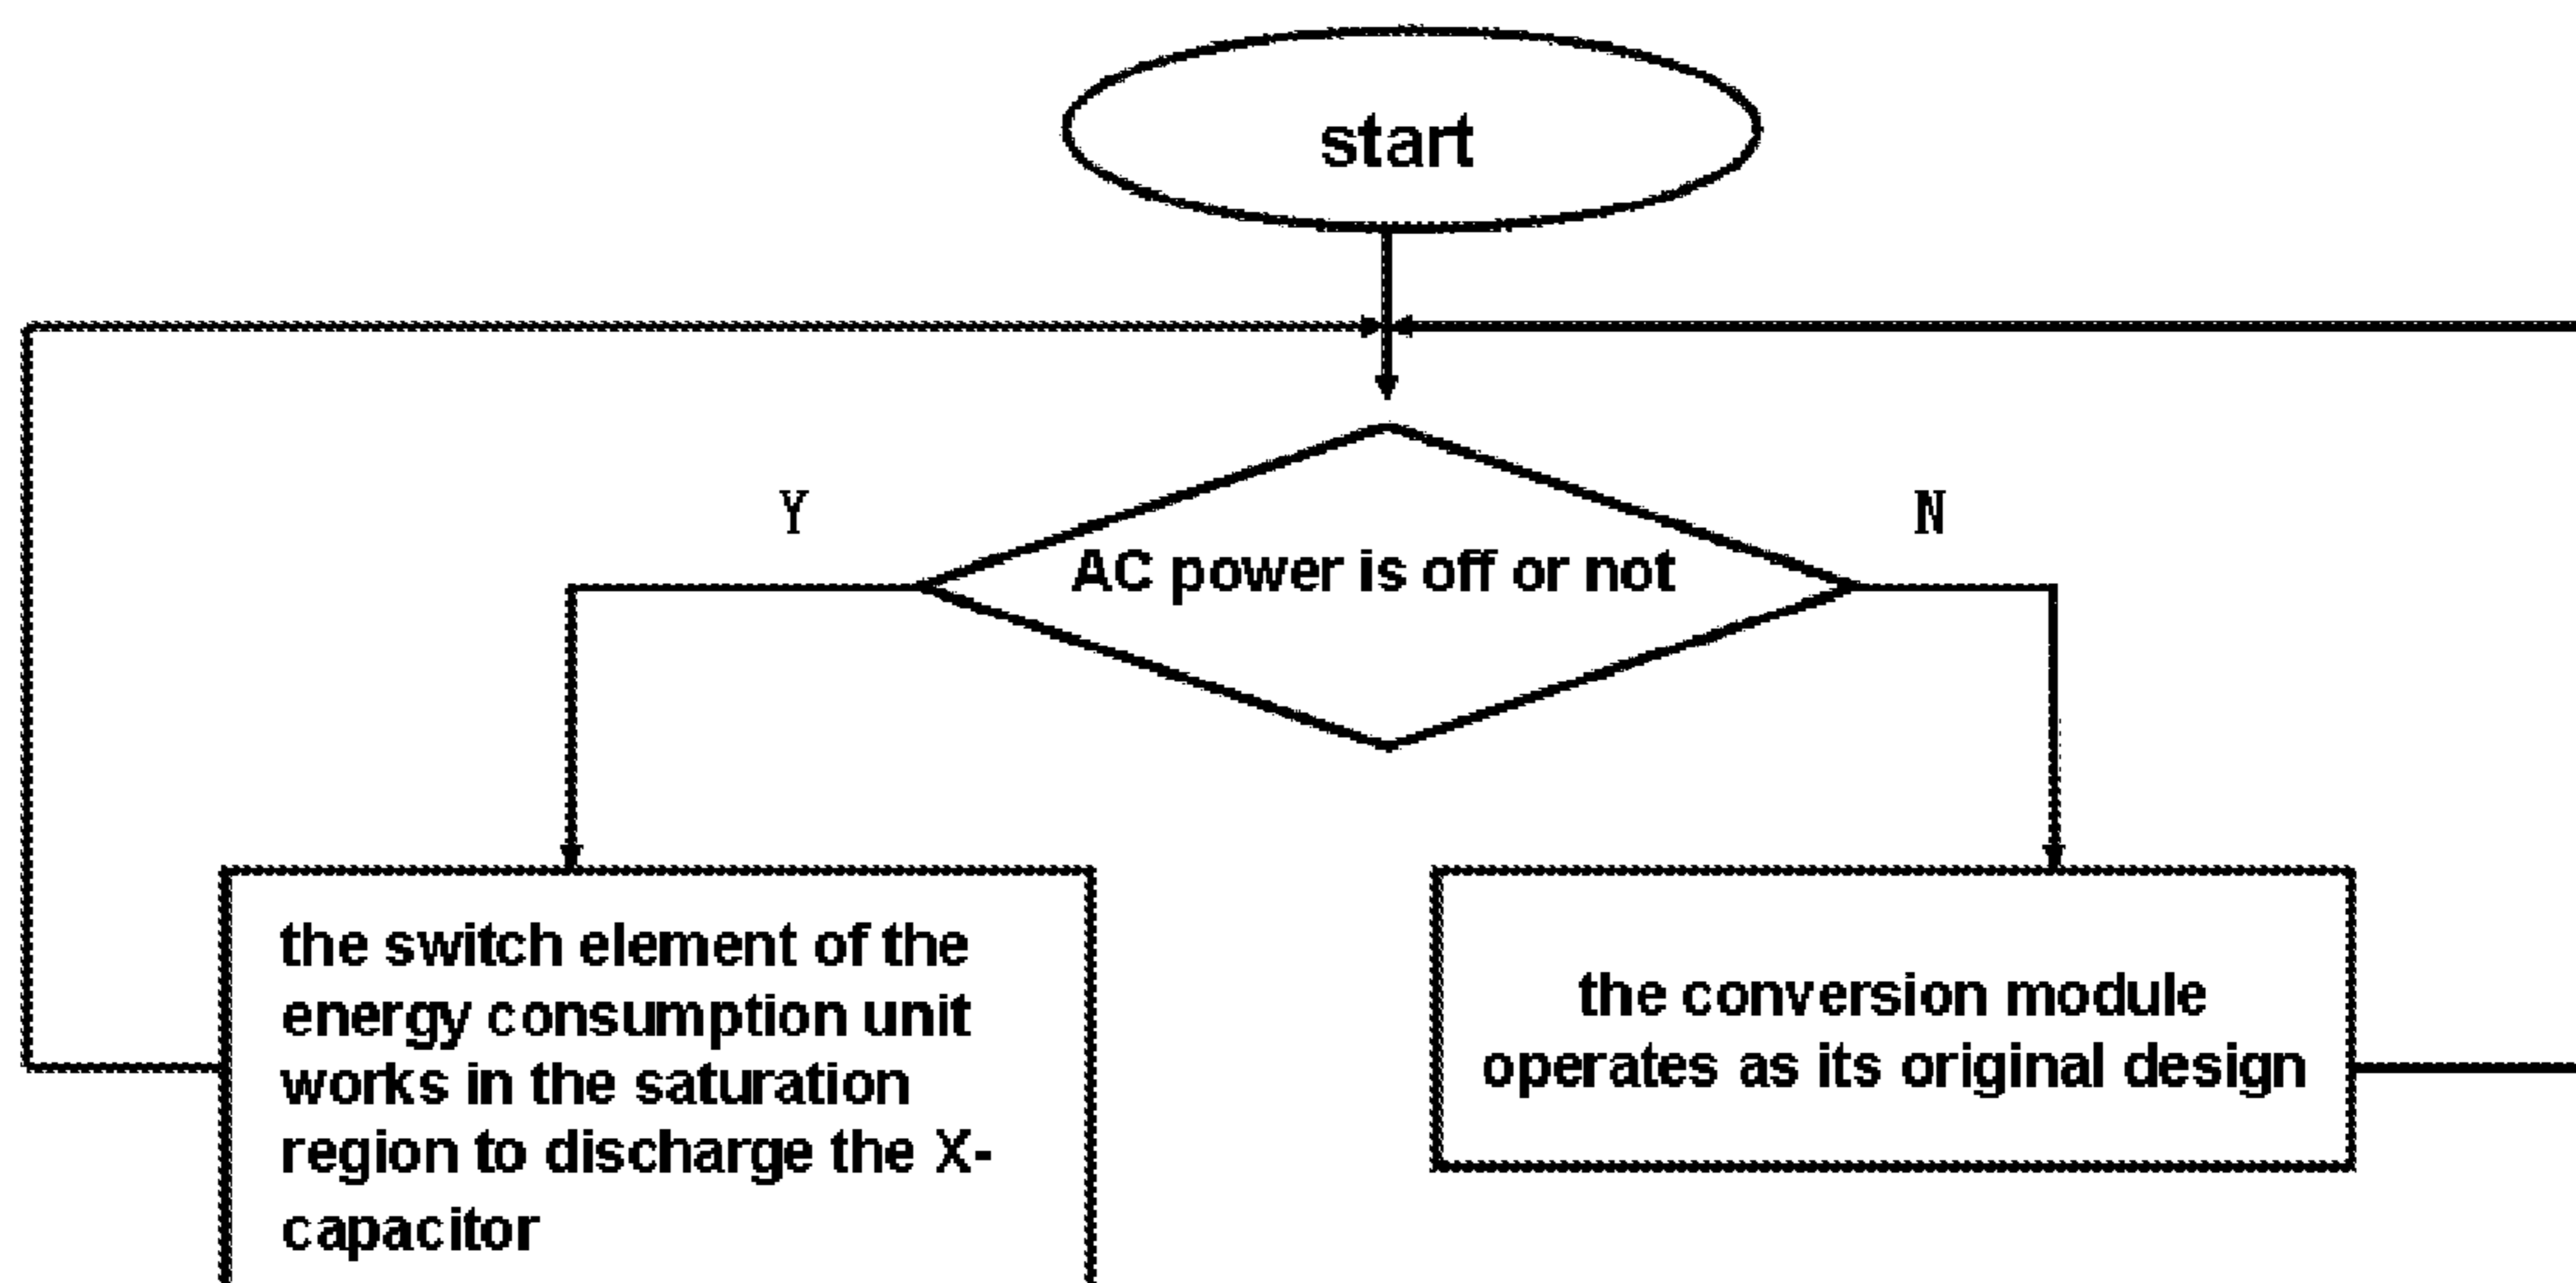 start
Y
N
AC power is off or not
the switch element of the
energy consumption unit
works in the saturation
region to discharge the X-
capacitor
the conversion module
operates as its original design